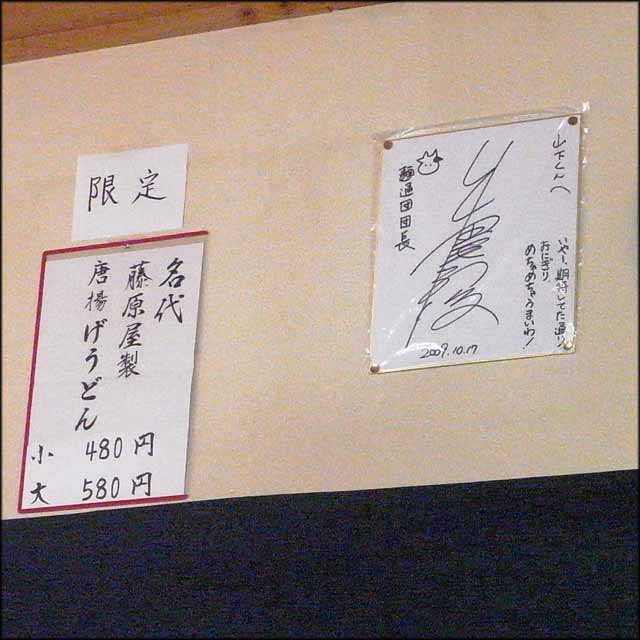 限定
名代
藤原屋製
唐揚げうどん
小 480円
大 580円
山下くんへ
いやー、期待してた通り
おにぎり、
めちゃめちゃうまいわ!
麺通団団長
2009.10.17